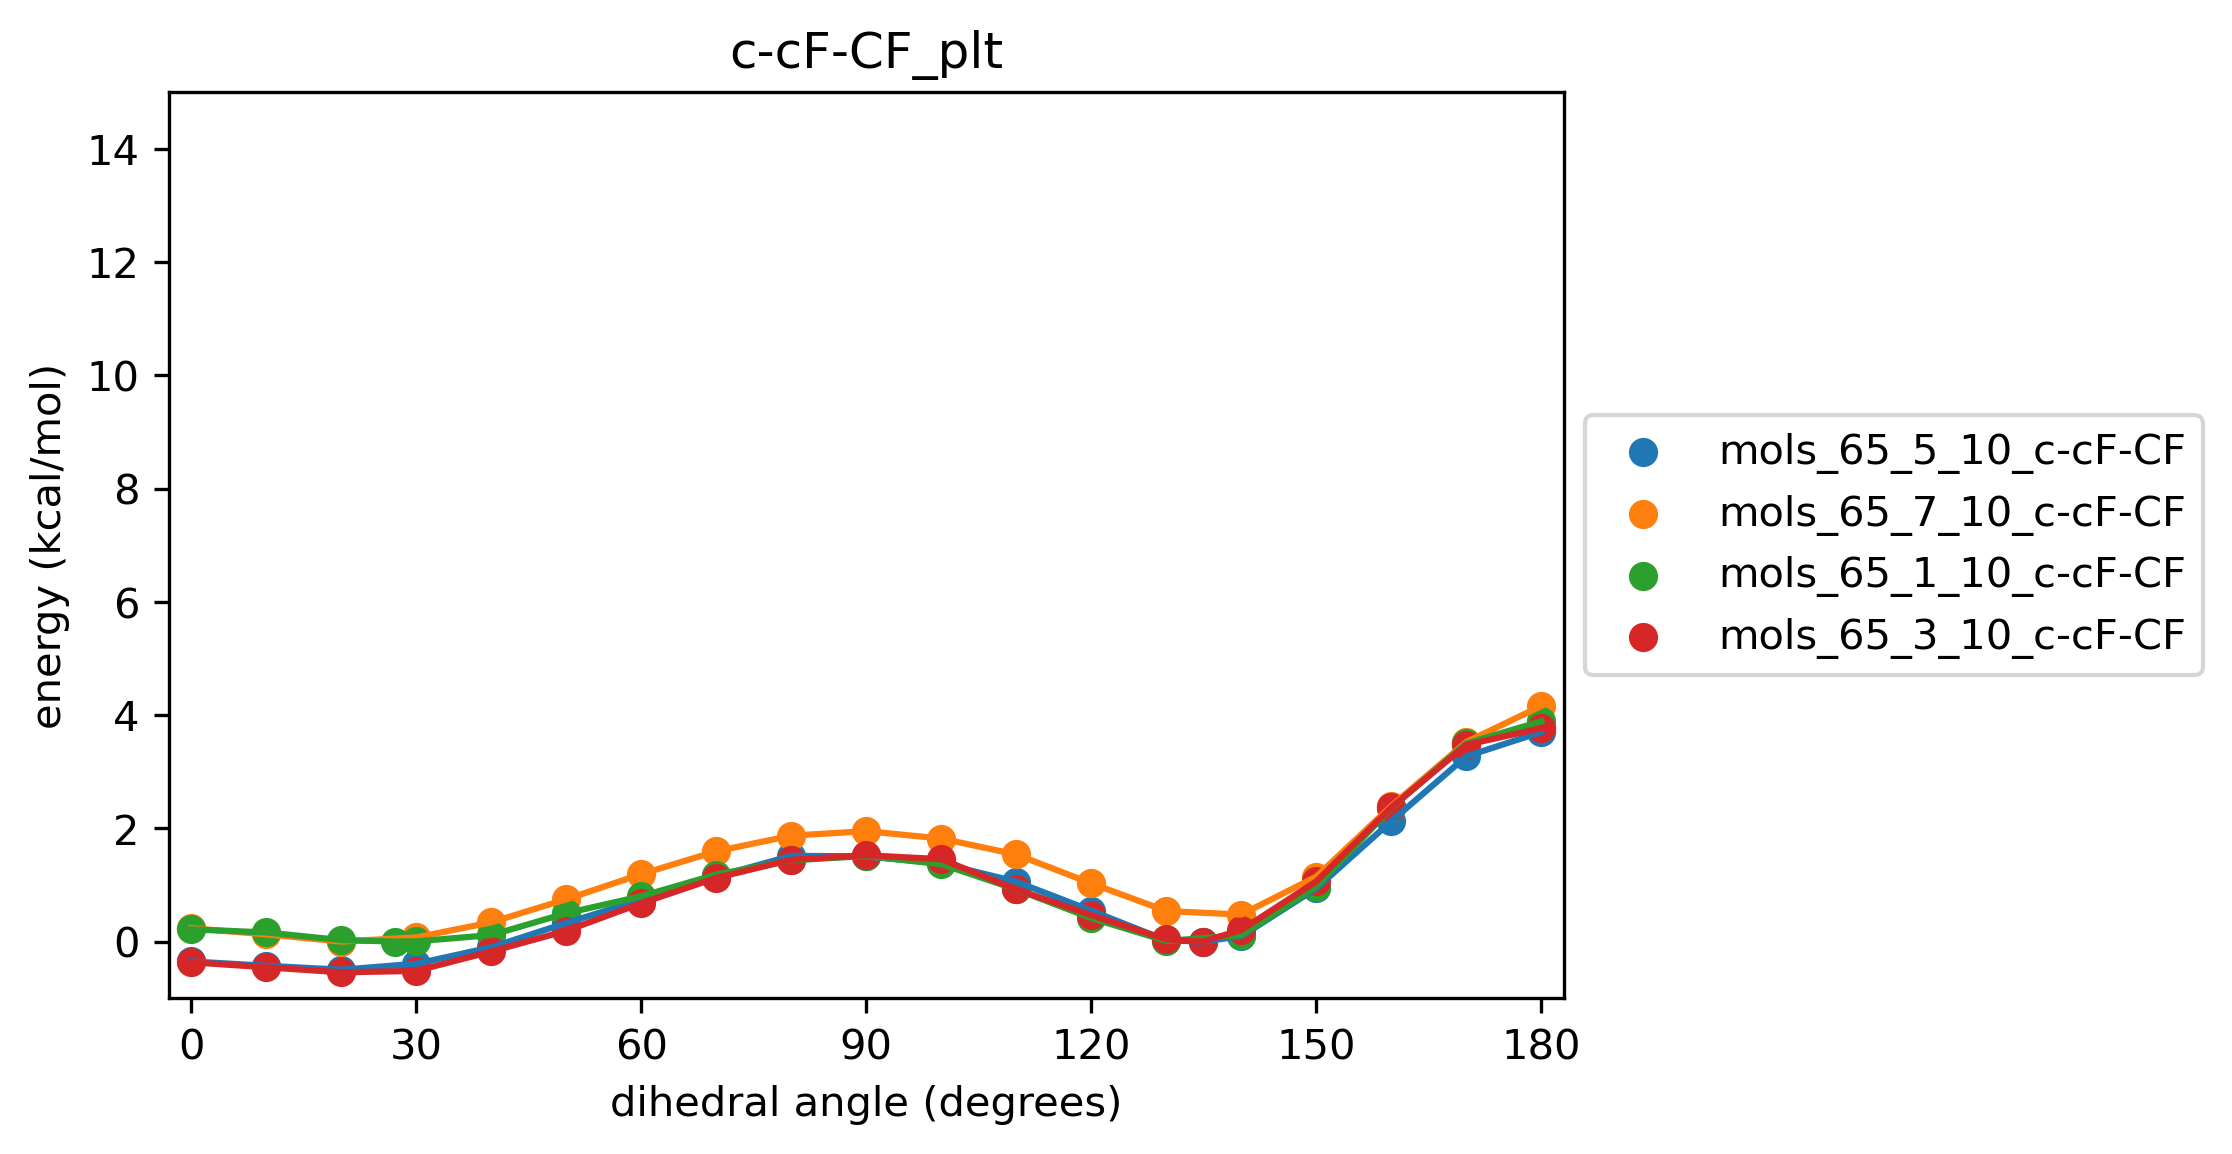 c-cF-CF_plt
14
12
10
8
6
4
2
0
energy (kcal/mol)
0 30 60 90 120 150 180
dihedral angle (degrees)
mols_65_5_10_c-cF-CF
mols_65_7_10_c-cF-CF
mols_65_1_10_c-cF-CF
mols_65_3_10_c-cF-CF